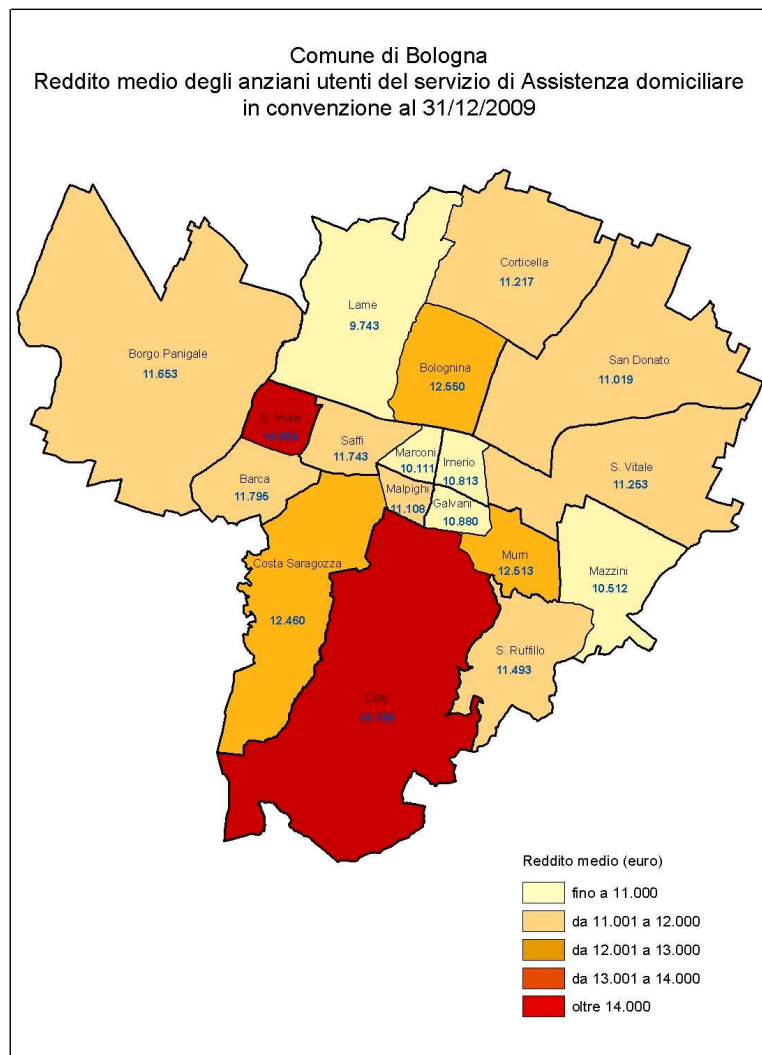 Comune di Bologna
Reddito medio degli anziani utenti del servizio di Assistenza domiciliare
in convenzione al 31/12/2009
Corticella
11.217
Lame
9.743
Borgo Panigale
11.653
Bolognina
12.550
San Donato
11.019
S. Viola
Saffi
11.743
Marconi
10.111
Irnerio
10.813
S. Vitale
11.253
Barca
11.795
Malpighi
11.108
Galvani
10.880
Costa Saragozza
12.460
Murri
12.513
Mazzini
10.512
S. Ruffillo
11.493
Colli
Reddito medio (euro)
fino a 11.000
da 11.001 a 12.000
da 12.001 a 13.000
da 13.001 a 14.000
oltre 14.000